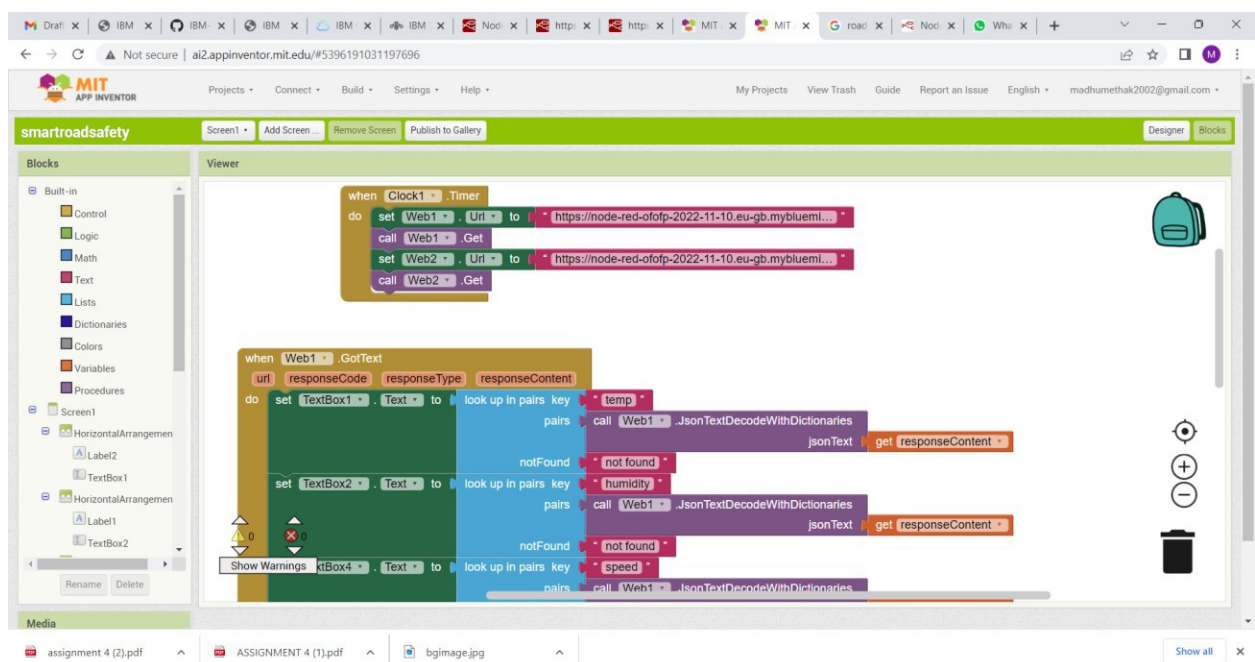 Draft IBM IBM- IBM IBM IBM Node http: http: MIT MIT road Node Wha
Not secure ai2.appinventor.mit.edu/#5396191031197696
M
MIT
APP INVENTOR
Projects Connect Build Settings Help My Projects View Trash Guide Report an Issue English madhumethak2002@gmail.com
smartroadsafety Screen1 Add Screen ... Remove Screen Publish to Gallery Designer Blocks
Blocks Viewer
Built-in
Control
Logic
Math
Text
Lists
Dictionaries
Colors
Variables
Procedures
Screen1
HorizontalArrangemen
Label2
TextBox1
HorizontalArrangemen
Label1
TextBox2
Rename Delete
Media
when Clock1 .Timer
do set Web1 . Url to " https://node-red-ofofp-2022-11-10.eu-gb.mybluemi... "
call Web1 .Get
set Web2 . Url to " https://node-red-ofofp-2022-11-10.eu-gb.mybluemi... "
call Web2 .Get
when Web1 .GotText
url responseCode responseType responseContent
do set TextBox1 . Text to look up in pairs key " temp "
pairs call Web1 .JsonTextDecodeWithDictionaries
jsonText get responseContent
notFound " not found "
set TextBox2 . Text to look up in pairs key " humidity "
pairs call Web1 .JsonTextDecodeWithDictionaries
jsonText get responseContent
notFound " not found "
xtBox4 . Text to look up in pairs key " speed "
pairs call Web1 .JsonTextDecodeWithDictionaries
0 0
Show Warnings
assignment 4 (2).pdf ASSIGNMENT 4 (1).pdf bgimage.jpg Show all